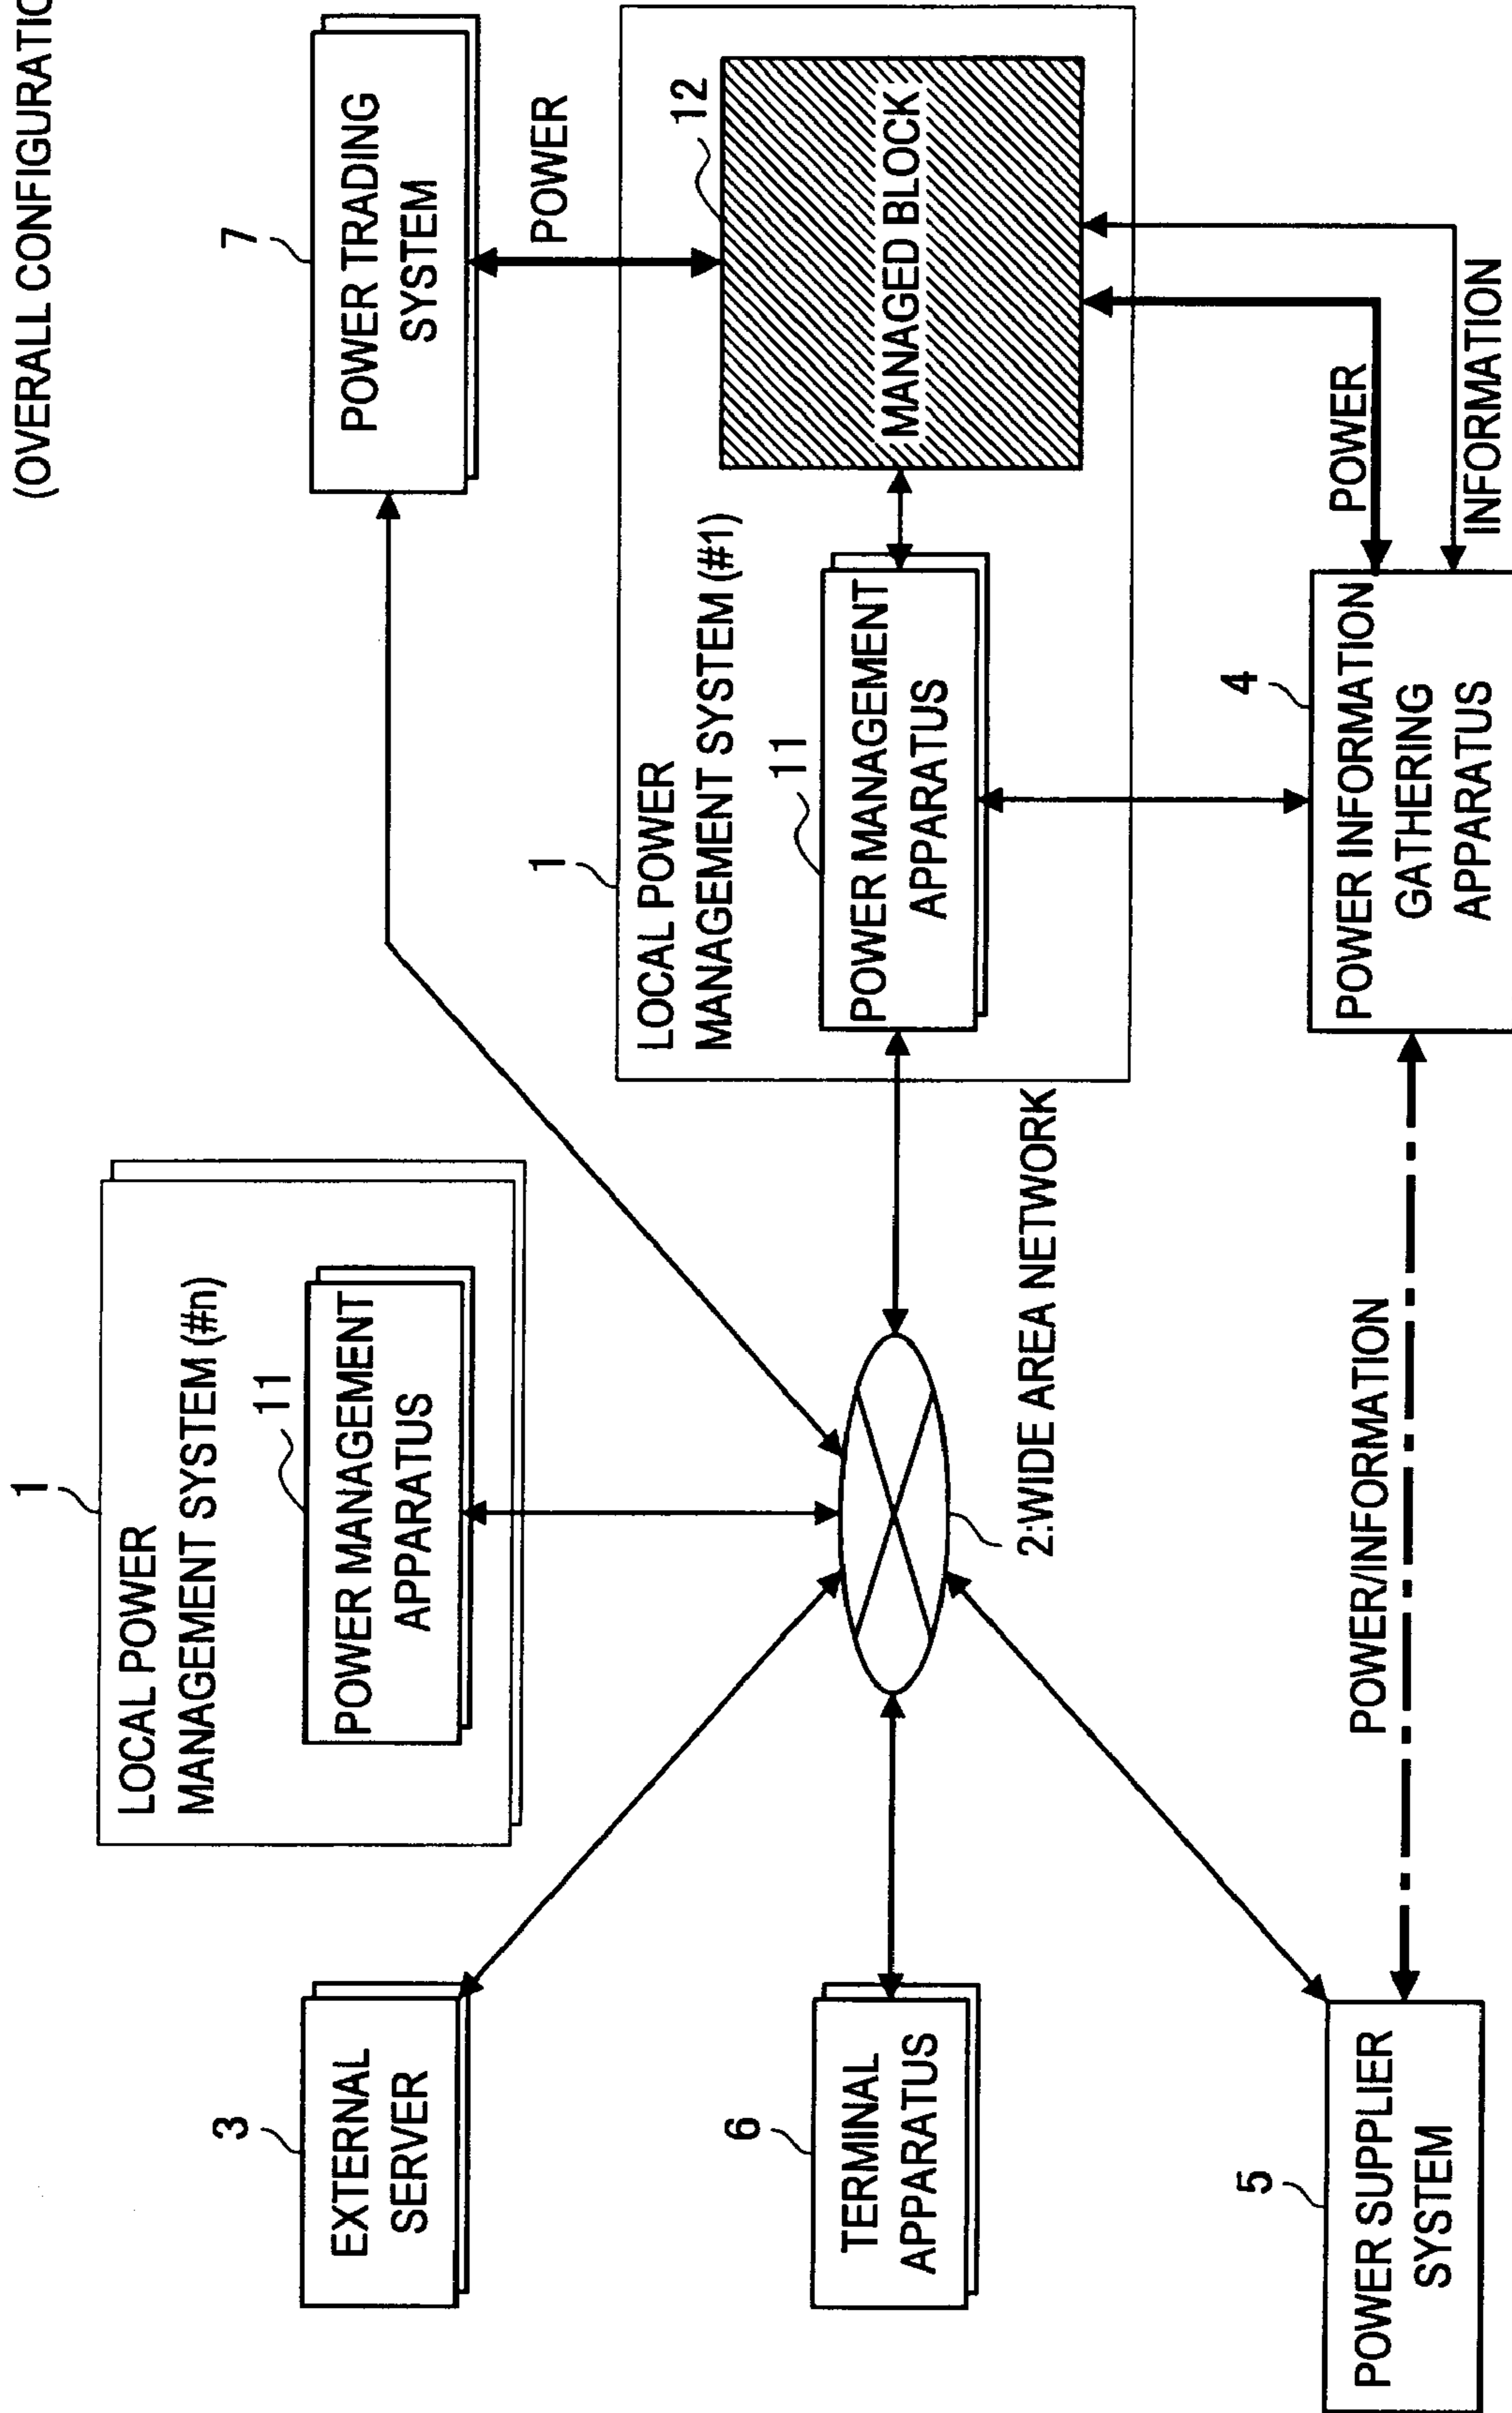 (OVERALL CONFIGURATIO
1
LOCAL POWER
MANAGEMENT SYSTEM (#n)
11
POWER MANAGEMENT
APPARATUS
3
EXTERNAL
SERVER
7
POWER TRADING
SYSTEM
POWER
1
LOCAL POWER
MANAGEMENT SYSTEM (#1)
12
MANAGED BLOCK
11
POWER MANAGEMENT
APPARATUS
6
TERMINAL
APPARATUS
2:WIDE AREA NETWORK
5
POWER SUPPLIER
SYSTEM
POWER/INFORMATION
4
POWER INFORMATION
GATHERING
APPARATUS
POWER
INFORMATION